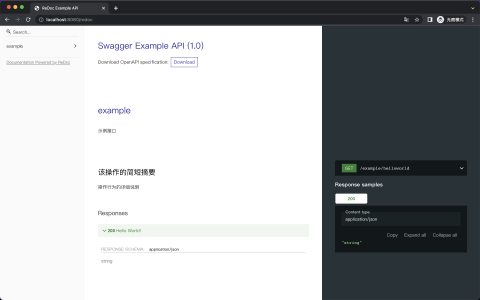 ReDoc Example API
localhost:8080/redoc
无痕模式
Search...
example
Documentation Powered by ReDoc
Swagger Example API (1.0)
Download OpenAPI specification:
Download
example
示例接口
该操作的简短摘要
操作行为的详细说明
Responses
200 Hello World!
RESPONSE SCHEMA: application/json
string
GET /example/helloworld
Response samples
200
Content type
application/json
Copy Expand all Collapse all
"string"